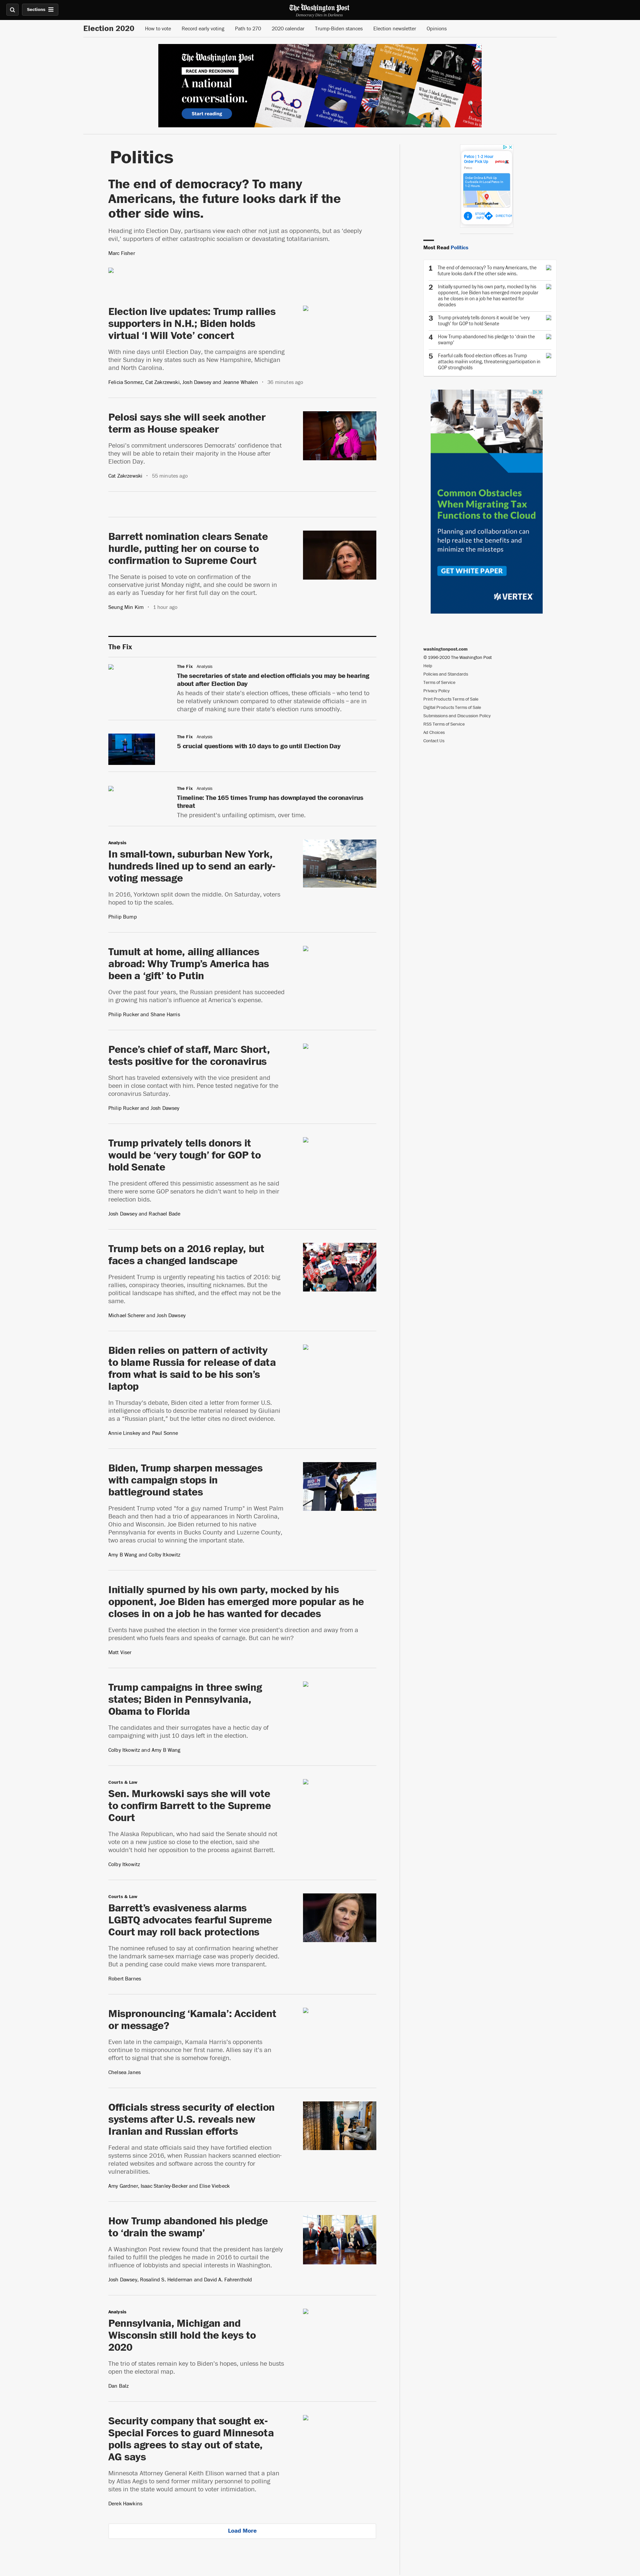 Sections
The Washington Post
Democracy Dies in Darkness
Election 2020
How to vote
Record early voting
Path to 270
2020 calendar
Trump-Biden stances
Election newsletter
Opinions
The Washington Post
RACE AND RECKONING
A national
conversation.
Start reading
Politics
The end of democracy? To many
Americans, the future looks dark if the
other side wins.
Heading into Election Day, partisans view each other not just as opponents, but as a ‘deeply
evil,’ supporters of either catastrophic socialism or devastating totalitarianism.
Marc Fisher
Election live updates: Trump rallies
supporters in N.H.; Biden holds
virtual ‘I Will Vote’ concert
With nine days until Election Day, the campaigns are spending
their Sunday in key states such as New Hampshire, Michigan
and North Carolina.
Felicia Sonmez, Cat Zakrzewski, Josh Dawsey and Jeanne Whalen • 36 minutes ago
Pelosi says she will seek another
term as House speaker
Pelosi’s commitment underscores Democrats’ confidence that
they will be able to retain their majority in the House after
Election Day.
Cat Zakrzewski • 55 minutes ago
Barrett nomination clears Senate
hurdle, putting her on course to
confirmation to Supreme Court
The Senate is poised to vote on confirmation of the
conservative jurist Monday night, and she could be sworn in
as early as Tuesday for her first full day on the court.
Seung Min Kim • 1 hour ago
The Fix
The Fix Analysis
The secretaries of state and election officials you may be hearing
about after Election Day
As heads of their state’s election offices, these officials – who tend to
be relatively unknown compared to other statewide officials – are in
charge of making sure their state’s election runs smoothly.
The Fix Analysis
5 crucial questions with 10 days to go until Election Day
The Fix Analysis
Timeline: The 165 times Trump has downplayed the coronavirus
threat
The president’s unfailing optimism, over time.
Analysis
In small-town, suburban New York,
hundreds lined up to send an early-
voting message
In 2016, Yorktown split down the middle. On Saturday, voters
hoped to tip the scales.
Philip Bump
Tumult at home, ailing alliances
abroad: Why Trump’s America has
been a ‘gift’ to Putin
Over the past four years, the Russian president has succeeded
in growing his nation’s influence at America’s expense.
Philip Rucker and Shane Harris
Pence’s chief of staff, Marc Short,
tests positive for the coronavirus
Short has traveled extensively with the vice president and
been in close contact with him. Pence tested negative for the
coronavirus Saturday.
Philip Rucker and Josh Dawsey
Trump privately tells donors it
would be ‘very tough’ for GOP to
hold Senate
The president offered this pessimistic assessment as he said
there were some GOP senators he didn’t want to help in their
reelection bids.
Josh Dawsey and Rachael Bade
Trump bets on a 2016 replay, but
faces a changed landscape
President Trump is urgently repeating his tactics of 2016: big
rallies, conspiracy theories, insulting nicknames. But the
political landscape has shifted, and the effect may not be the
same.
Michael Scherer and Josh Dawsey
Biden relies on pattern of activity
to blame Russia for release of data
from what is said to be his son’s
laptop
In Thursday’s debate, Biden cited a letter from former U.S.
intelligence officials to describe material released by Giuliani
as a “Russian plant,” but the letter cites no direct evidence.
Annie Linskey and Paul Sonne
Biden, Trump sharpen messages
with campaign stops in
battleground states
President Trump voted “for a guy named Trump” in West Palm
Beach and then had a trio of appearances in North Carolina,
Ohio and Wisconsin. Joe Biden returned to his native
Pennsylvania for events in Bucks County and Luzerne County,
two areas crucial to winning the important state.
Amy B Wang and Colby Itkowitz
Initially spurned by his own party, mocked by his
opponent, Joe Biden has emerged more popular as he
closes in on a job he has wanted for decades
Events have pushed the election in the former vice president’s direction and away from a
president who fuels fears and speaks of carnage. But can he win?
Matt Viser
Trump campaigns in three swing
states; Biden in Pennsylvania,
Obama to Florida
The candidates and their surrogates have a hectic day of
campaigning with just 10 days left in the election.
Colby Itkowitz and Amy B Wang
Courts & Law
Sen. Murkowski says she will vote
to confirm Barrett to the Supreme
Court
The Alaska Republican, who had said the Senate should not
vote on a new justice so close to the election, said she
wouldn’t hold her opposition to the process against Barrett.
Colby Itkowitz
Courts & Law
Barrett’s evasiveness alarms
LGBTQ advocates fearful Supreme
Court may roll back protections
The nominee refused to say at confirmation hearing whether
the landmark same-sex marriage case was properly decided.
But a pending case could make views more transparent.
Robert Barnes
Mispronouncing ‘Kamala’: Accident
or message?
Even late in the campaign, Kamala Harris’s opponents
continue to mispronounce her first name. Allies say it’s an
effort to signal that she is somehow foreign.
Chelsea Janes
Officials stress security of election
systems after U.S. reveals new
Iranian and Russian efforts
Federal and state officials said they have fortified election
systems since 2016, when Russian hackers scanned election-
related websites and software across the country for
vulnerabilities.
Amy Gardner, Isaac Stanley-Becker and Elise Viebeck
How Trump abandoned his pledge
to ‘drain the swamp’
A Washington Post review found that the president has largely
failed to fulfill the pledges he made in 2016 to curtail the
influence of lobbyists and special interests in Washington.
Josh Dawsey, Rosalind S. Helderman and David A. Fahrenthold
Analysis
Pennsylvania, Michigan and
Wisconsin still hold the keys to
2020
The trio of states remain key to Biden’s hopes, unless he busts
open the electoral map.
Dan Balz
Security company that sought ex-
Special Forces to guard Minnesota
polls agrees to stay out of state,
AG says
Minnesota Attorney General Keith Ellison warned that a plan
by Atlas Aegis to send former military personnel to polling
sites in the state would amount to voter intimidation.
Derek Hawkins
Load More
Petco | 1-2 Hour
Order Pick Up
Petco
East Wenatchee
STORE INFO
DIRECTIONS
Most Read Politics
1 The end of democracy? To many Americans, the
future looks dark if the other side wins.
2 Initially spurned by his own party, mocked by his
opponent, Joe Biden has emerged more popular
as he closes in on a job he has wanted for
decades
3 Trump privately tells donors it would be ‘very
tough’ for GOP to hold Senate
4 How Trump abandoned his pledge to ‘drain the
swamp’
5 Fearful calls flood election offices as Trump
attacks mail-in voting, threatening participation in
GOP strongholds
Common Obstacles
When Migrating Tax
Functions to the Cloud
Planning and collaboration can
help realize the benefits and
minimize the missteps
GET WHITE PAPER
VERTEX
washingtonpost.com
© 1996-2020 The Washington Post
Help
Policies and Standards
Terms of Service
Privacy Policy
Print Products Terms of Sale
Digital Products Terms of Sale
Submissions and Discussion Policy
RSS Terms of Service
Ad Choices
Contact Us